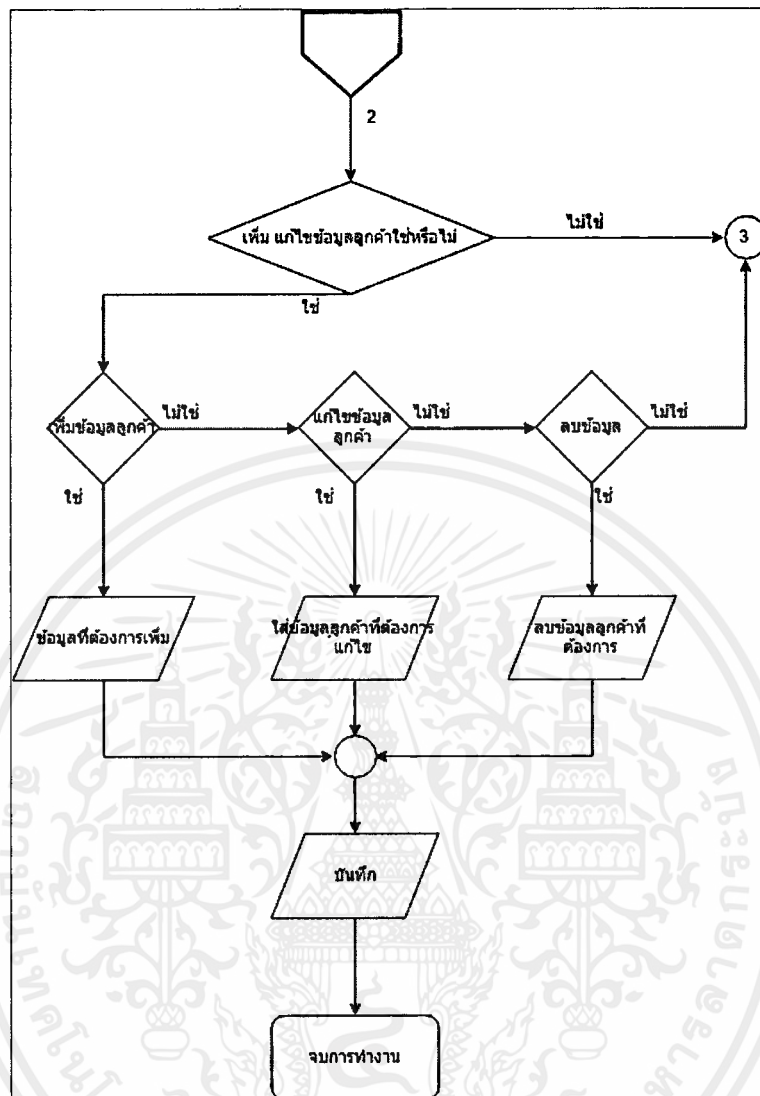 2
เพิ่ม แก้ไขข้อมูลลูกค้าใช่หรือไม่
ไม่ใช่
3
ใช่
เพิ่มข้อมูลลูกค้า
ไม่ใช่
แก้ไขข้อมูล
ลูกค้า
ไม่ใช่
ลบข้อมูล
ไม่ใช่
ใช่
ใช่
ใช่
ข้อมูลที่ต้องการเพิ่ม
ใส่ข้อมูลลูกค้าที่ต้องการ
แก้ไข
ลบข้อมูลลูกค้าที่
ต้องการ
บันทึก
จบการทำงาน